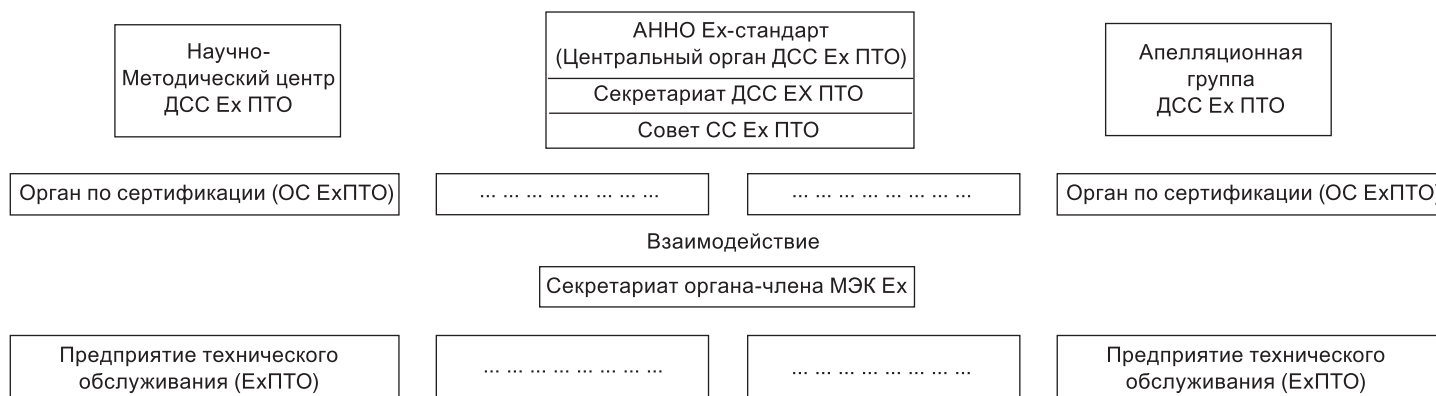 Научно-
Методический центр
ДСС Ex ПТО
АННО Ex-стандарт
(Центральный орган ДСС Ex ПТО)
Секретариат ДСС EX ПТО
Совет СС Ex ПТО
Апелляционная
группа
ДСС Ex ПТО
Орган по сертификации (ОС ExПТО)
... ... ... ... ... ... ... ...
... ... ... ... ... ... ... ...
Орган по сертификации (ОС ExПТО)
Взаимодействие
Секретариат органа-члена МЭК Ex
Предприятие технического
обслуживания (ExПТО)
... ... ... ... ... ... ... ...
... ... ... ... ... ... ... ...
Предприятие технического
обслуживания (ExПТО)